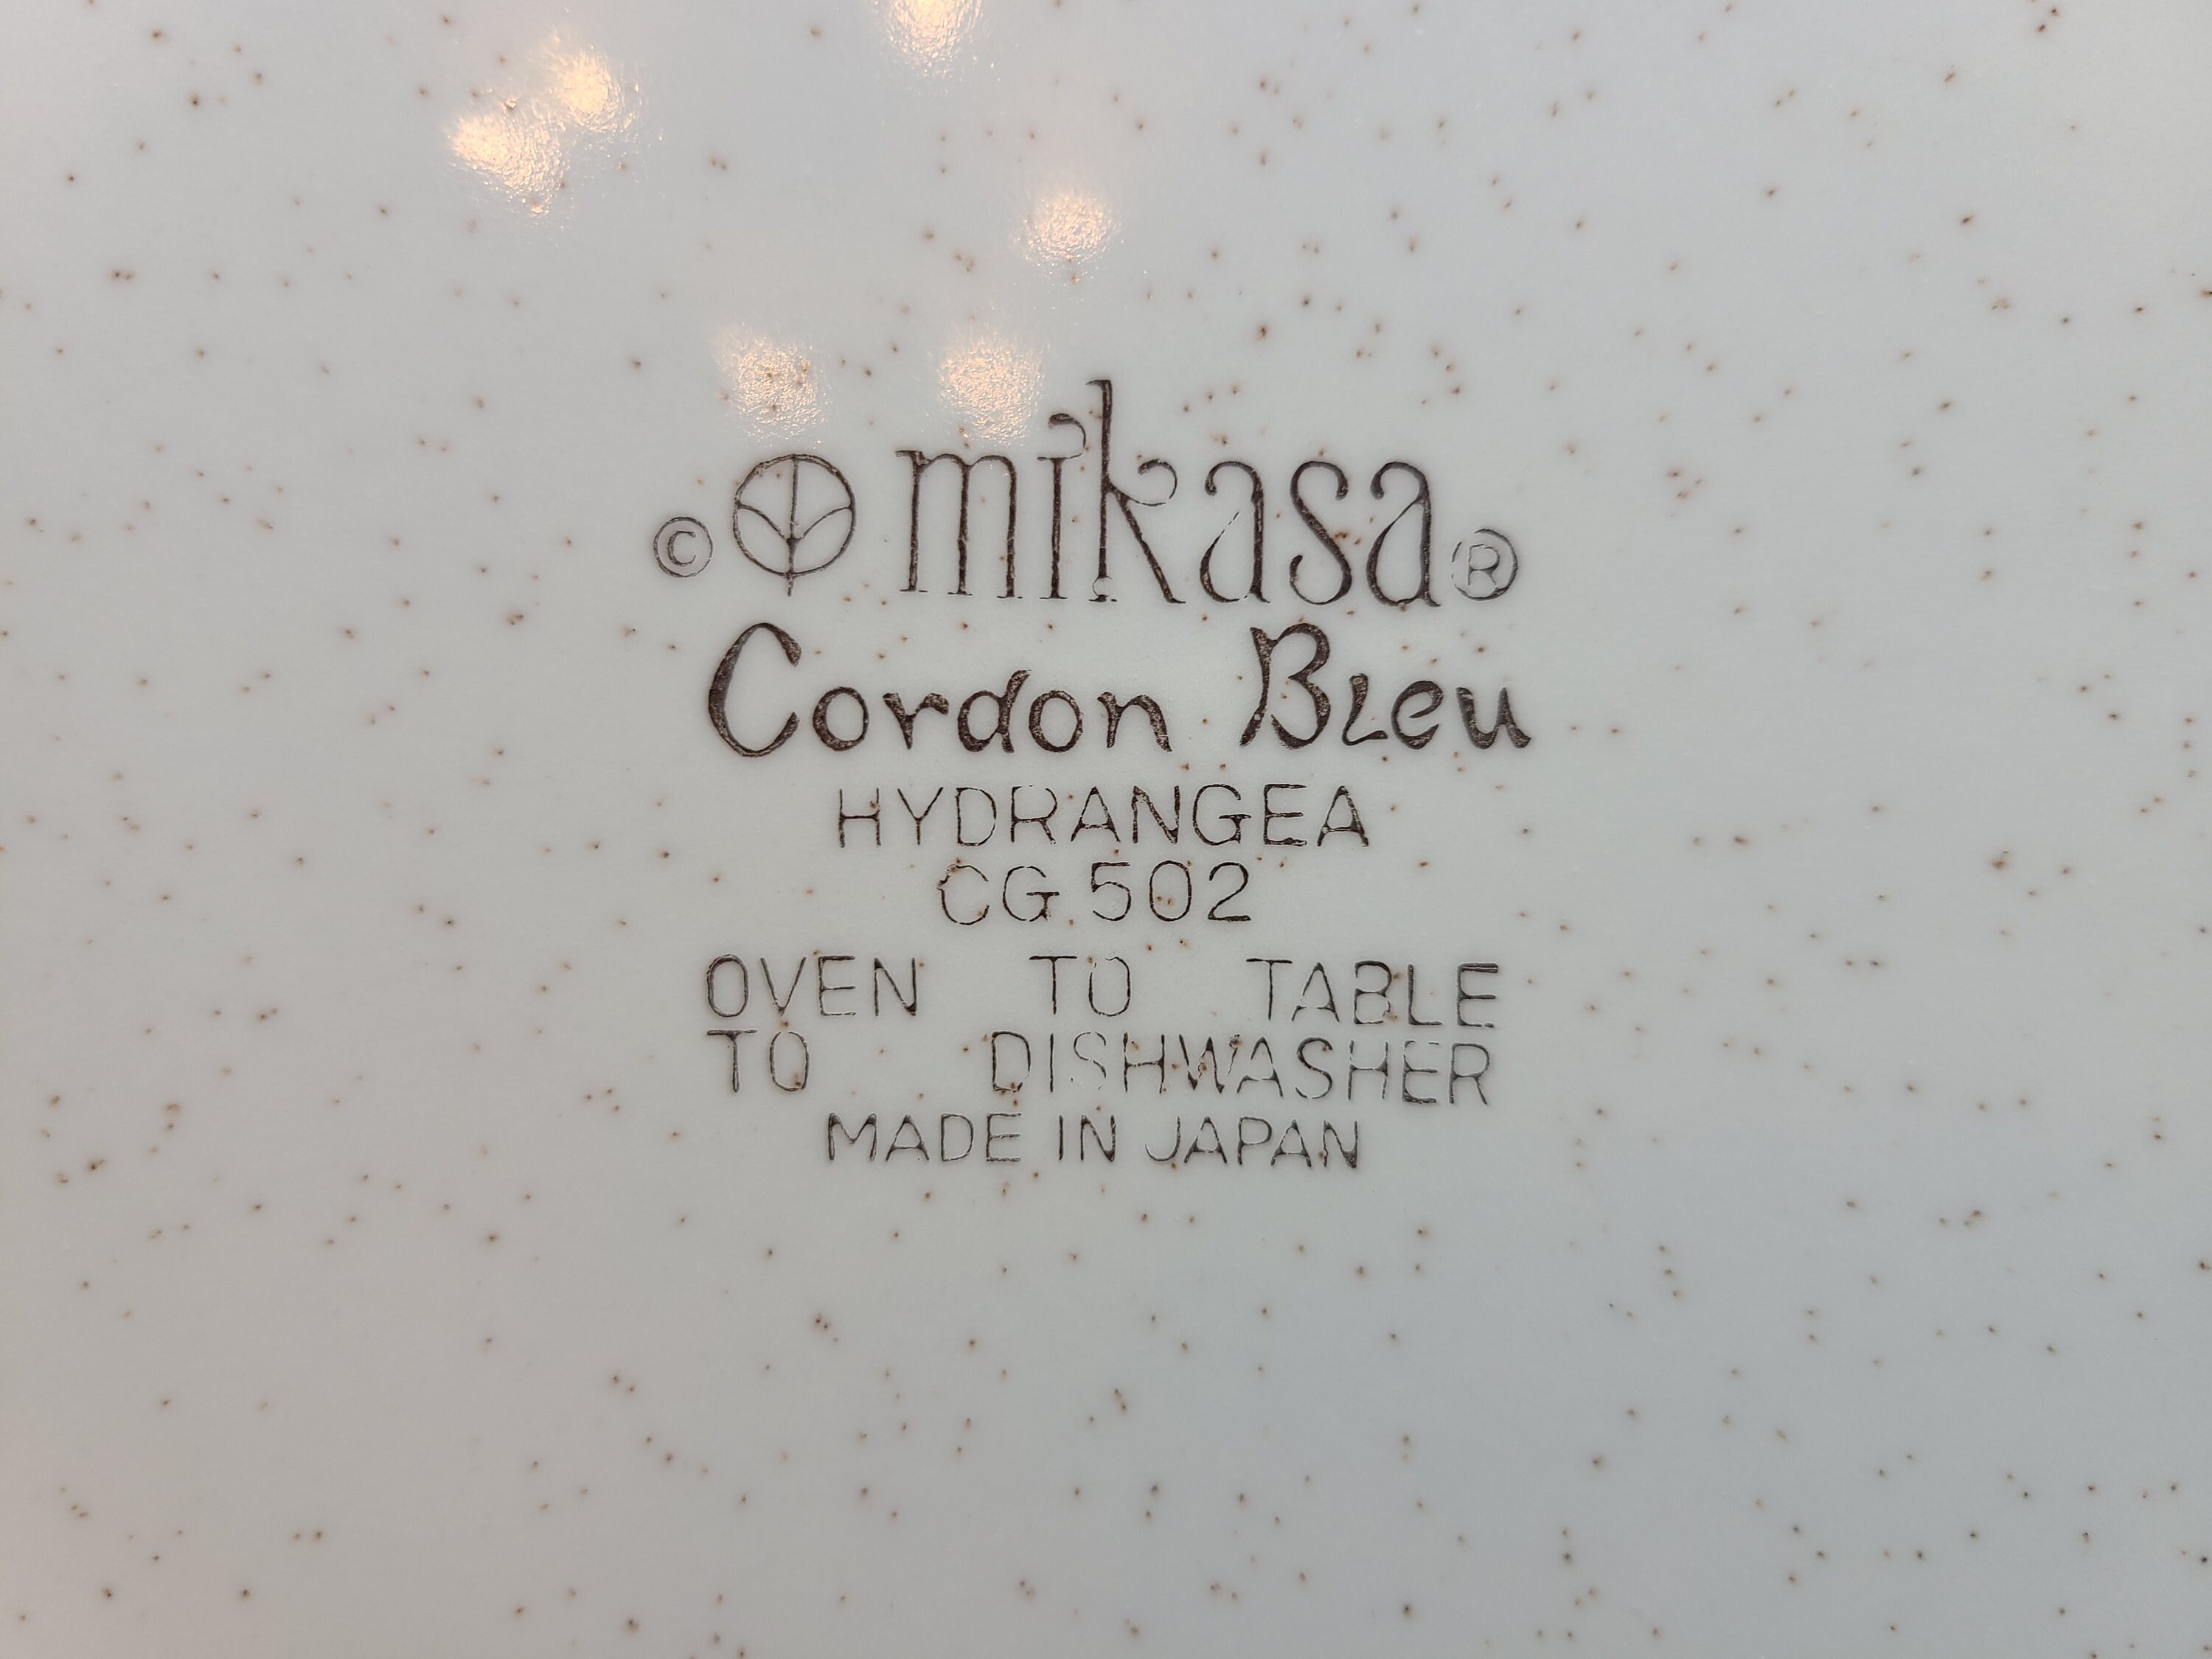 © mikasa ®
Cordon Bleu
HYDRANGEA
CG 502
OVEN TO TABLE
TO DISHWASHER
MADE IN JAPAN